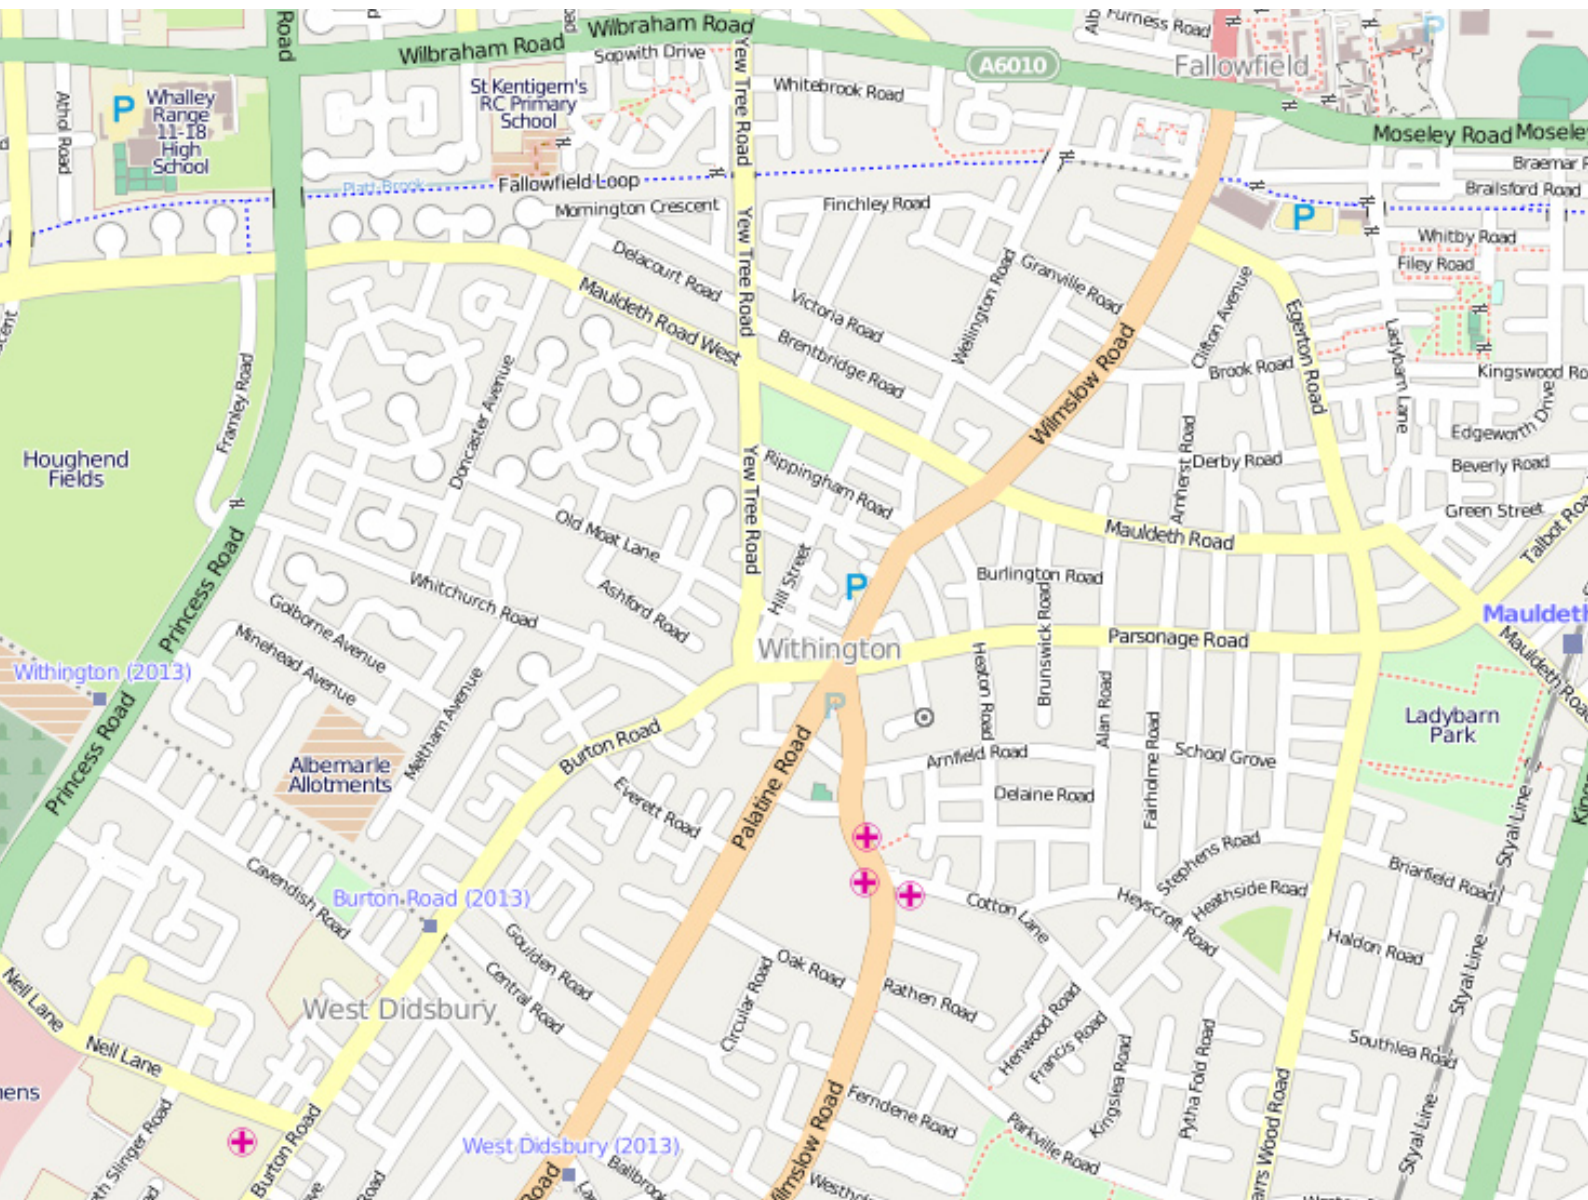 Road
Wilbraham Road
Wilbraham Road
Sopwith Drive
Furness Road
Fallowfield
A6010
Moseley Road
Braemar
Brailsford Road
Athol Road
P
Whalley
Range
11-18
High
School
St Kentigern's
RC Primary
School
Yew Tree Road
Whitebrook Road
Platt Brook
Fallowfield Loop
Mornington Crescent
Finchley Road
P
P
Whitby Road
Filey Road
Delacourt Road
Yew Tree Road
Victoria Road
Wellington Road
Granville Road
Clifton Avenue
Egerton Road
Ladybarn Lane
Mauldeth Road West
Brentbridge Road
Wilmslow Road
Brook Road
Kingswood
Edgeworth Drive
Framley Road
Doncaster Avenue
Houghend
Fields
Rippingham Road
Yew Tree Road
Amherst Road
Derby Road
Beverly Road
Green Street
Talbot
Old Moat Lane
Mauldeth Road
Princess Road
Whitchurch Road
Ashford Road
Hill Street
P
Burlington Road
Brunswick Road
Golborne Avenue
Minehead Avenue
Withington
Parsonage Road
Mauldeth
Mauldeth Road
Withington (2013)
Princess Road
Meltham Avenue
P
Heaton Road
Alan Road
Fairholme Road
Ladybarn
Park
Burton Road
Palatine Road
Arnfield Road
School Grove
Albemarle
Allotments
Everett Road
Delaine Road
Styal Line
Stephens Road
Briarfield Road
Cavendish Road
Burton Road (2013)
Cotton Lane
Heyscroft Road
Heathside Road
Haldon Road
Goulden Road
Central Road
Oak Road
Rathen Road
Circular Road
Styal Line
Nell Lane
West Didsbury
Nell Lane
Henwood Road
Francis Road
Kingslea Road
Pytha Fold Road
Southlea Road
Ferndene Road
Parkville Road
Styal Line
West Didsbury (2013)
Burton Road
Road